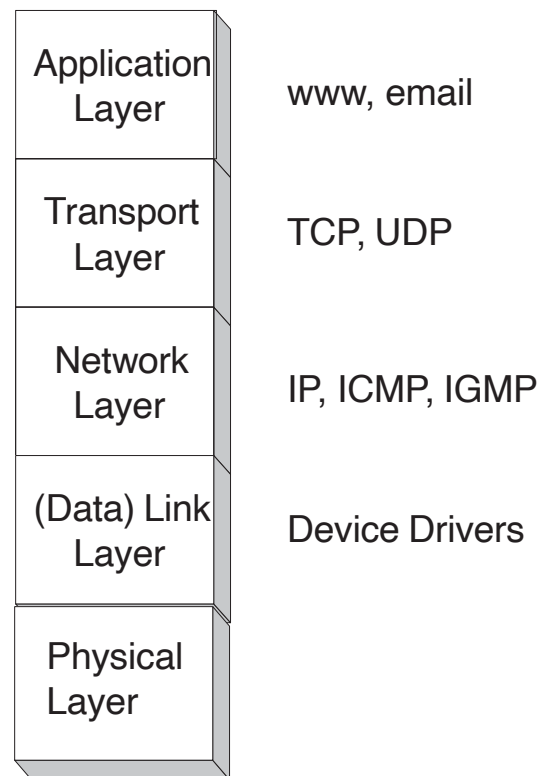 Application
Layer
www, email
Transport
Layer
TCP, UDP
Network
Layer
IP, ICMP, IGMP
(Data) Link
Layer
Device Drivers
Physical
Layer